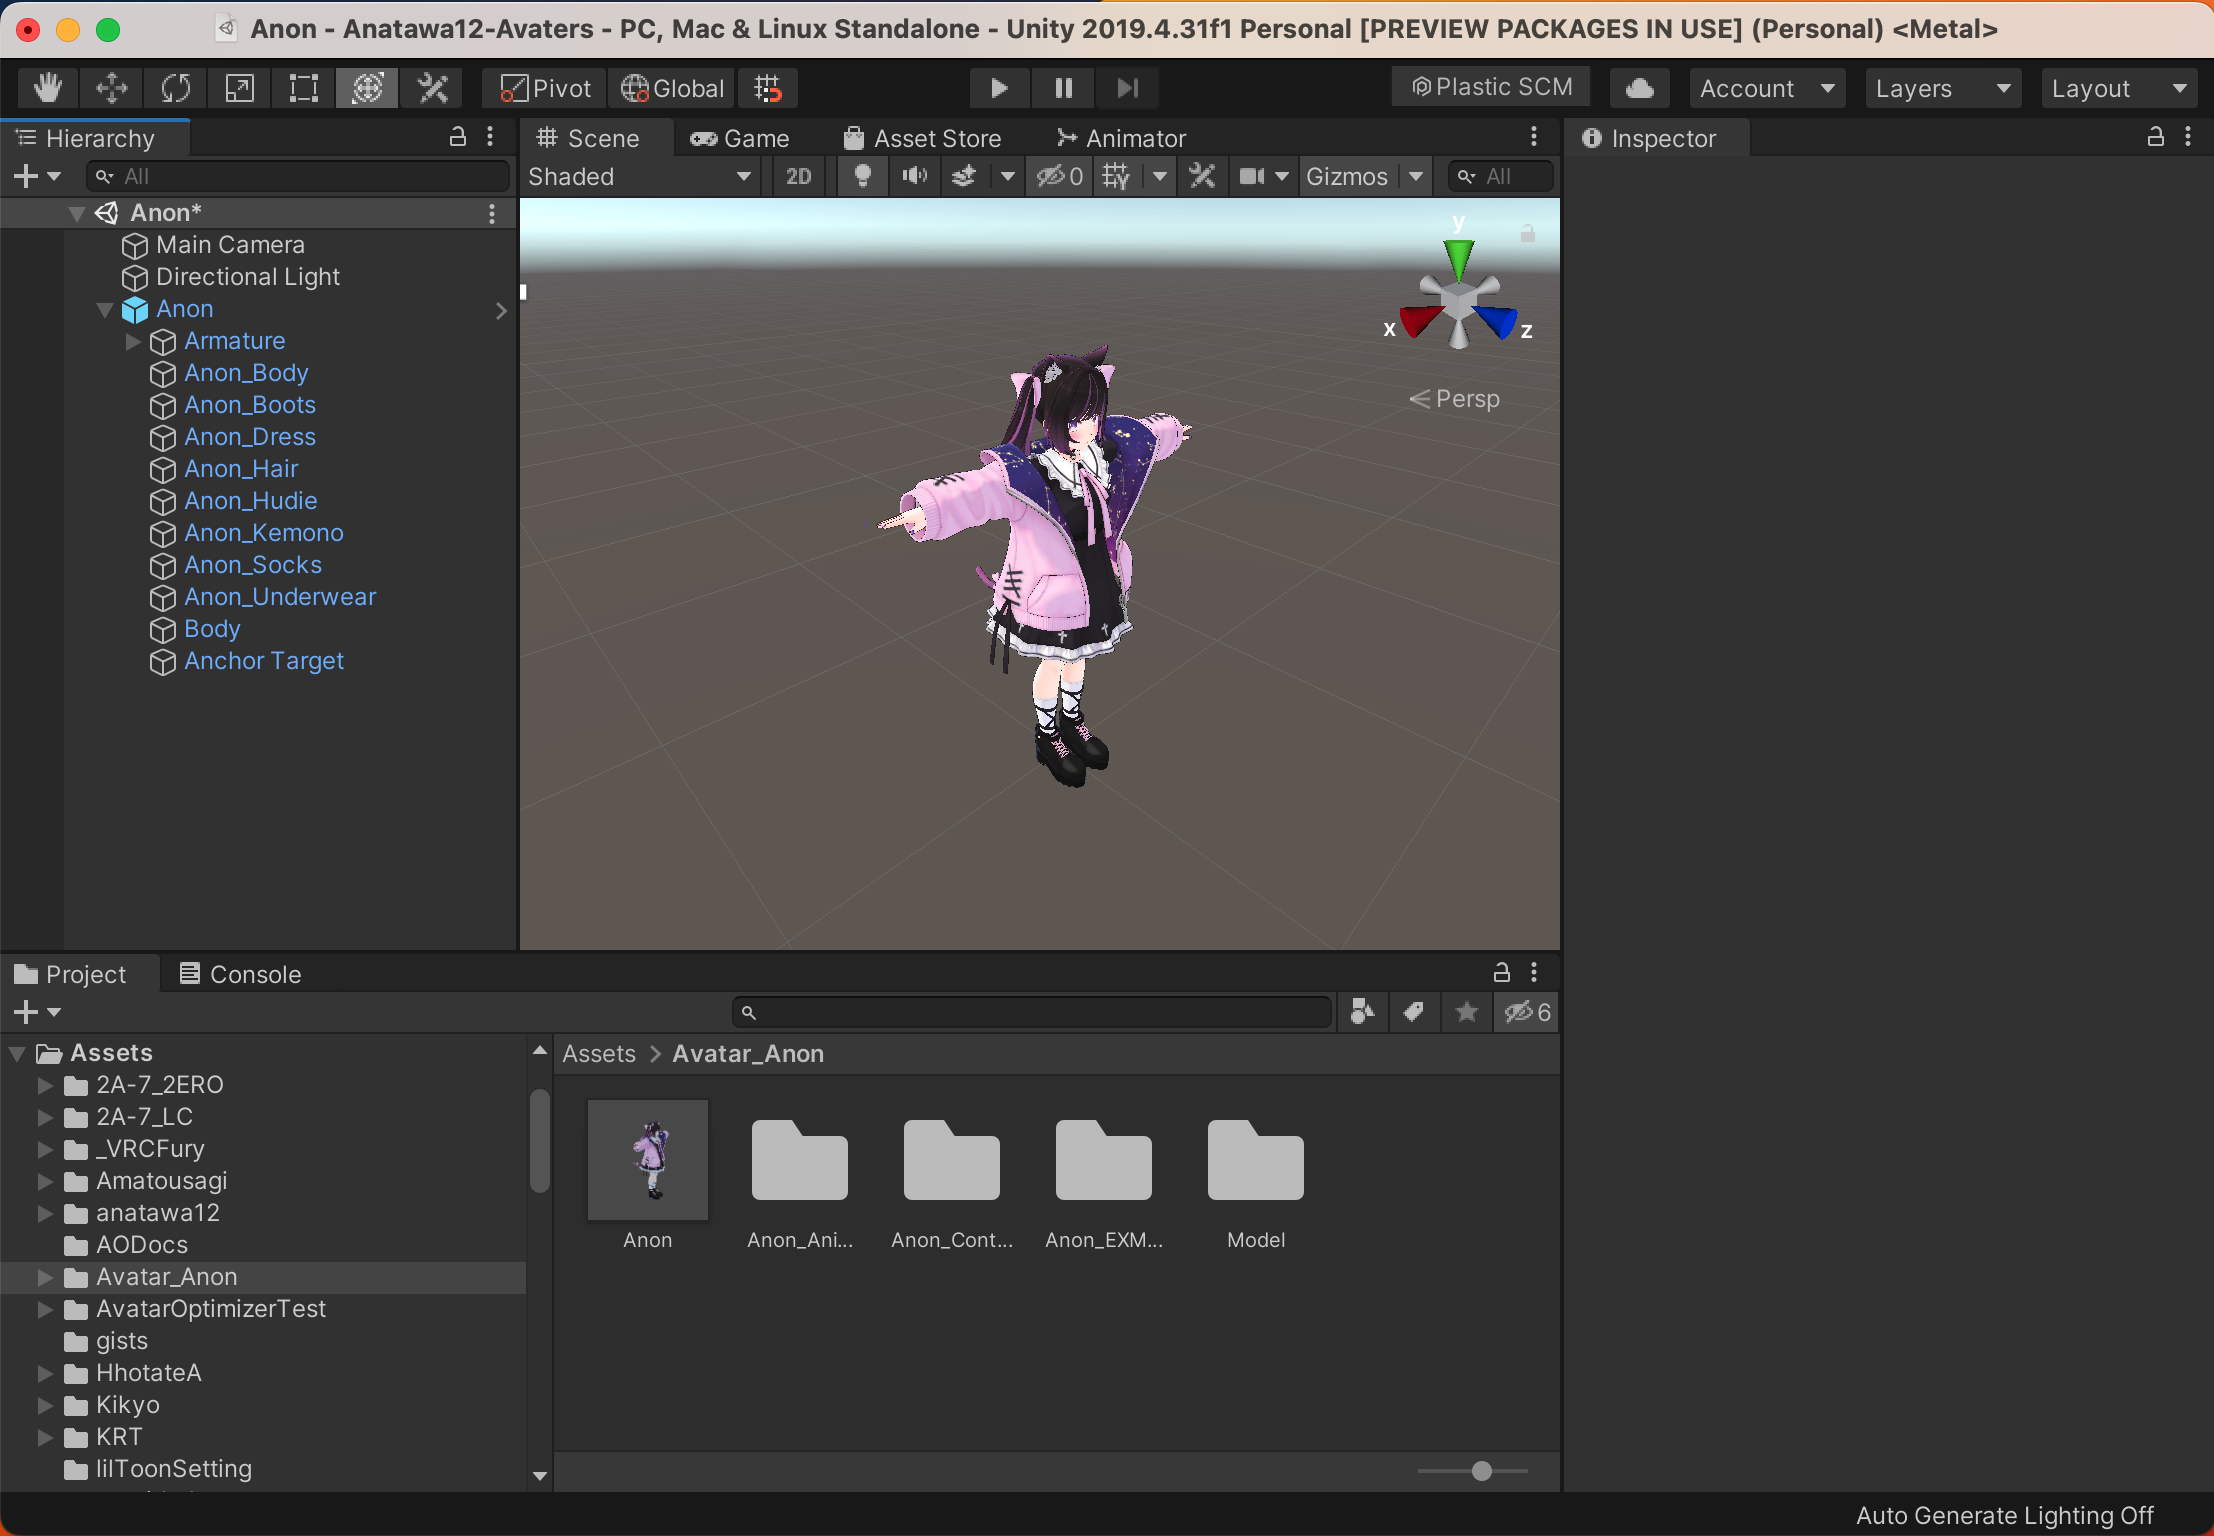 Anon - Anatawa12-Avaters - PC, Mac & Linux Standalone - Unity 2019.4.31f1 Personal [PREVIEW PACKAGES IN USE] (Personal) <Metal>
Pivot Global Plastic SCM Account Layers Layout
Hierarchy
All
Anon*
Main Camera
Directional Light
Anon
Armature
Anon_Body
Anon_Boots
Anon_Dress
Anon_Hair
Anon_Hudie
Anon_Kemono
Anon_Socks
Anon_Underwear
Body
Anchor Target
Scene Game Asset Store Animator
Shaded 2D 0 Gizmos All
y
x z
Persp
Inspector
Project Console
6
Assets
2A-7_2ERO
2A-7_LC
_VRCFury
Amatousagi
anatawa12
AODocs
Avatar_Anon
AvatarOptimizerTest
gists
HhotateA
Kikyo
KRT
lilToonSetting
Assets > Avatar_Anon
Anon Anon_Ani... Anon_Cont... Anon_EXM... Model
Auto Generate Lighting Off